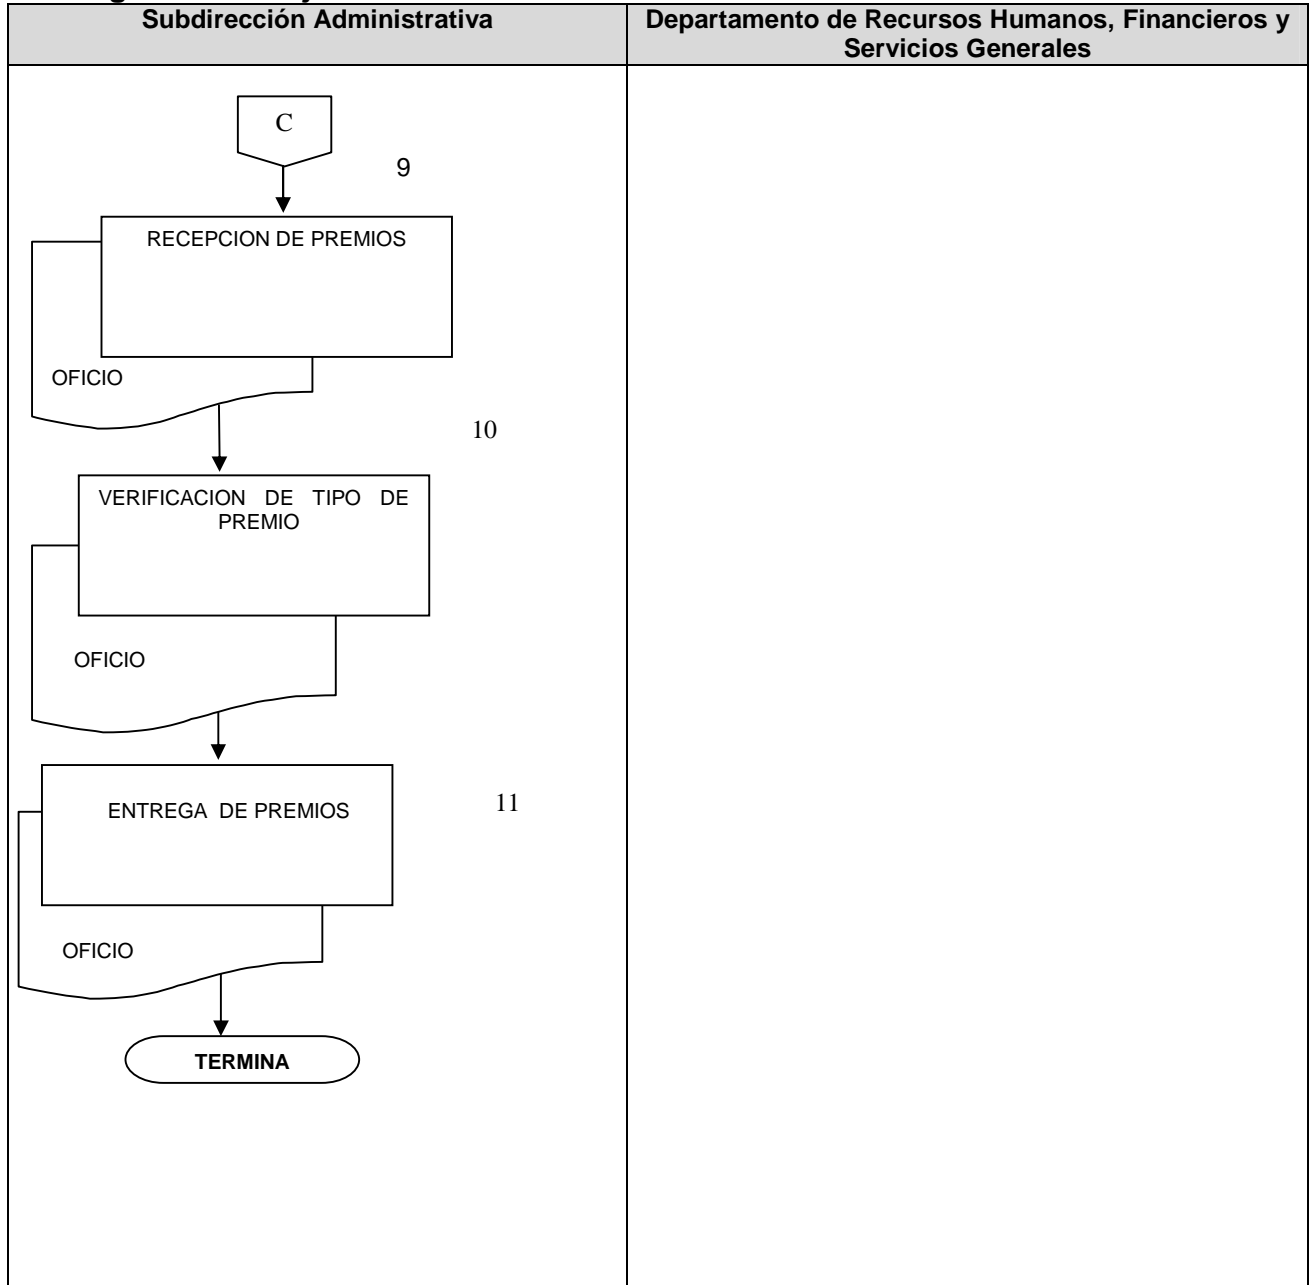 Subdirección Administrativa
Departamento de Recursos Humanos, Financieros y
Servicios Generales
C
9
RECEPCION DE PREMIOS
OFICIO
10
VERIFICACION DE TIPO DE
PREMIO
OFICIO
11
ENTREGA DE PREMIOS
OFICIO
TERMINA